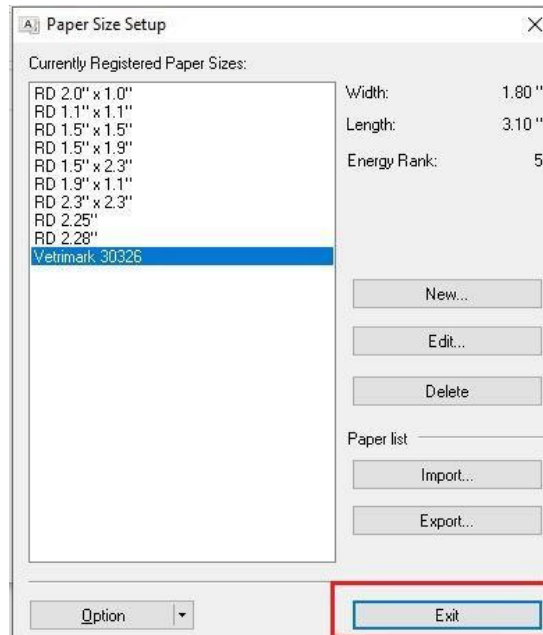 Paper Size Setup
Currently Registered Paper Sizes:
RD 2.0" x 1.0"
RD 1.1" x 1.1"
RD 1.5" x 1.5"
RD 1.5" x 1.9"
RD 1.5" x 2.3"
RD 1.9" x 1.1"
RD 2.3" x 2.3"
RD 2.25"
RD 2.28"
Vetrimark 30326
Width: 1.80 "
Length: 3.10 "
Energy Rank: 5
New...
Edit...
Delete
Paper list
Import...
Export...
Option
Exit